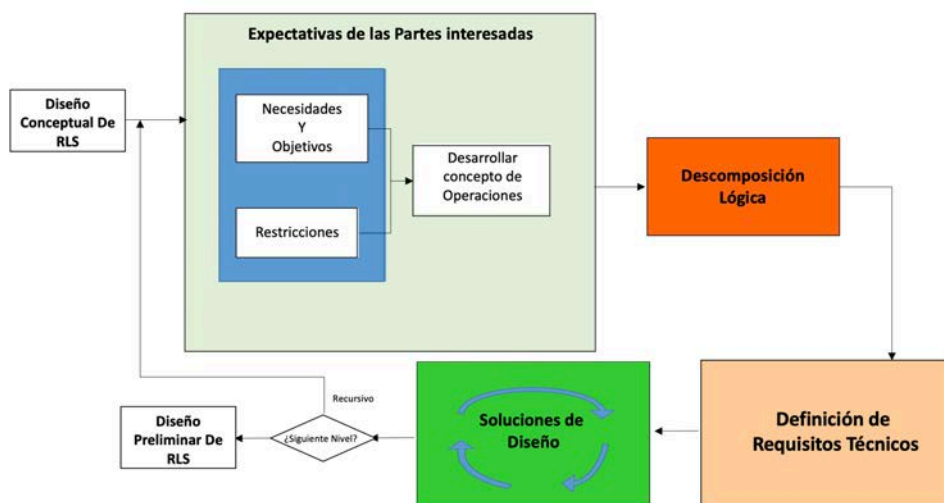 Expectativas de las Partes interesadas
Diseño
Conceptual De
RLS
Necesidades
Y
Objetivos
Restricciones
Desarrollar
concepto de
Operaciones
Descomposición
Lógica
Definición de
Requisitos Técnicos
Soluciones de
Diseño
Recursivo
¿Siguiente Nivel?
Diseño
Preliminar De
RLS